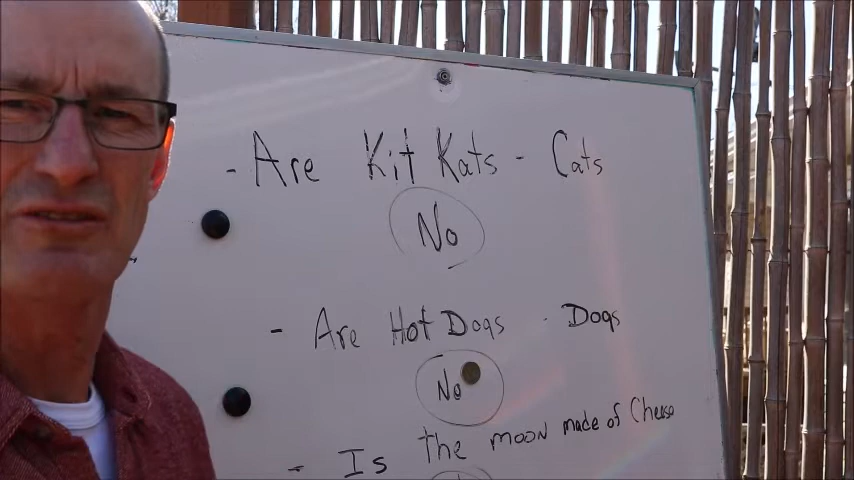 - Are Kit Kats - Cats
No
- Are Hot Dogs - Dogs
No
- Is the moon made of Cheese